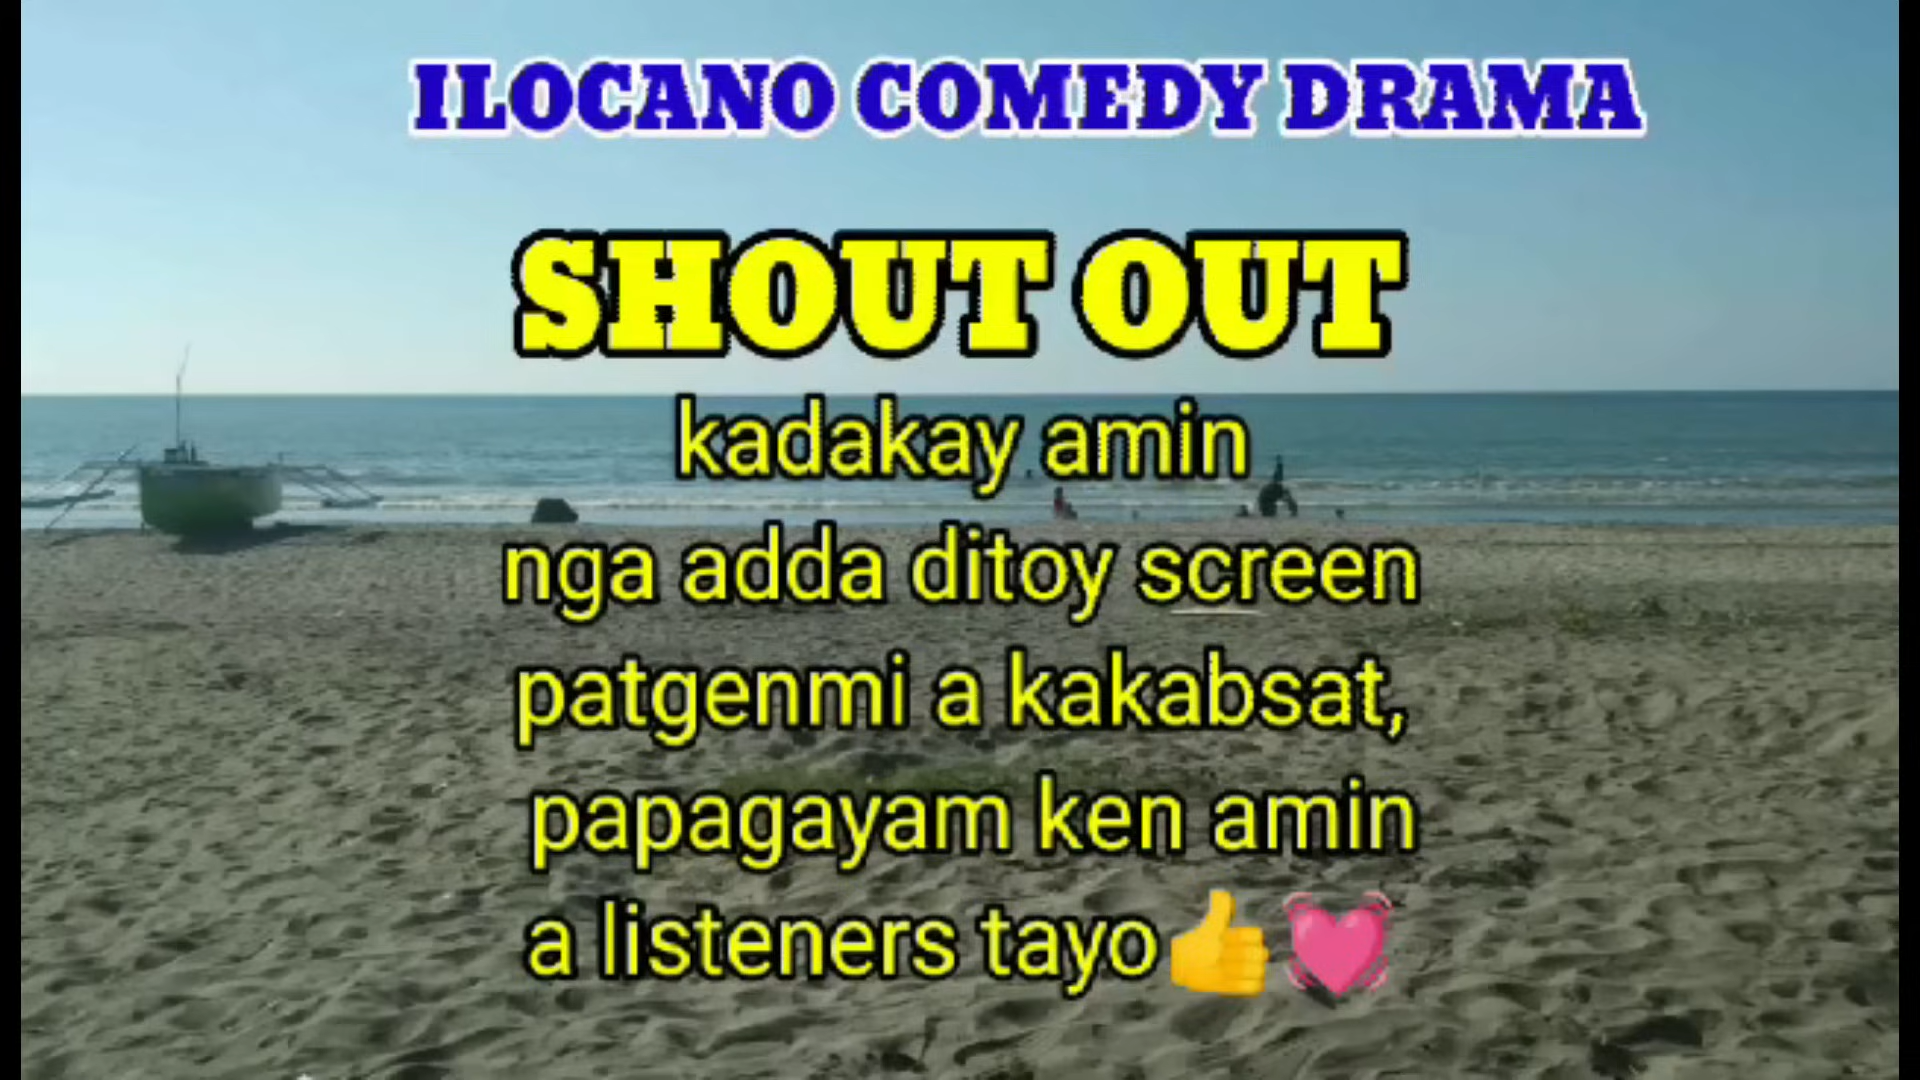 ILOCANO COMEDY DRAMA
SHOUT OUT
kadakay amin
nga adda ditoy screen
patgenmi a kakabsat,
papagayam ken amin
a listeners tayo👍💓